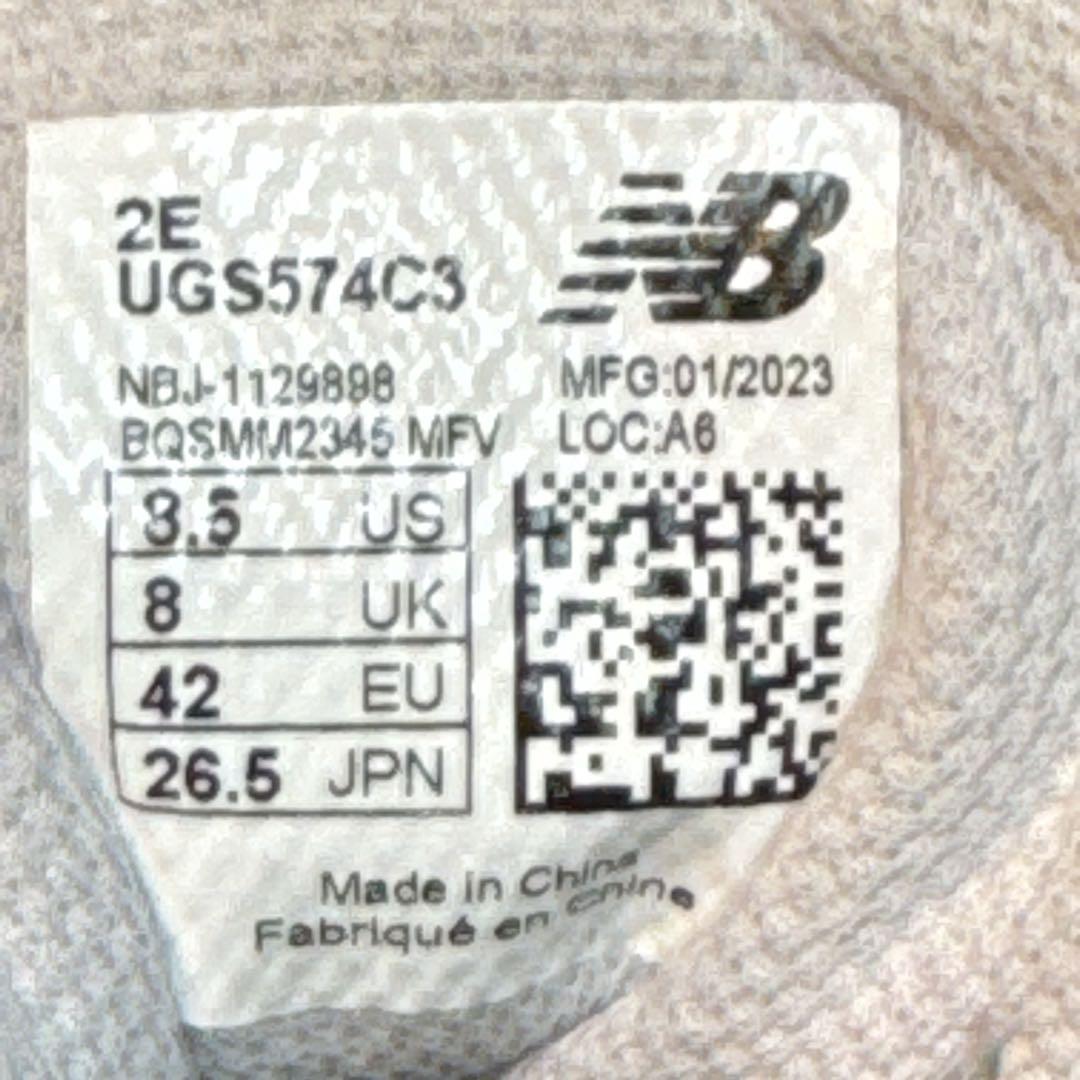 2E
UGS574C3
NB
NBJ-1129898
BQSMM2345 MFV
MFG:01/2023
LOC:A6
8.5 US
8 UK
42 EU
26.5 JPN
Made in China
Fabriqué en Chine